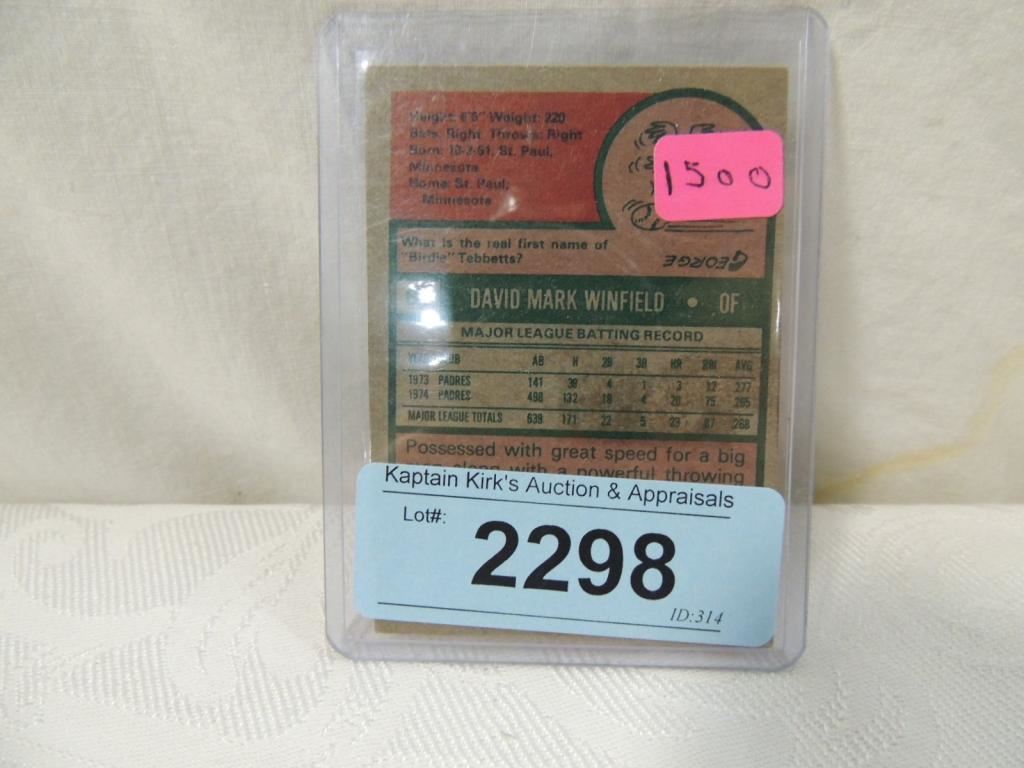 Height: 6'6" Weight: 220
Bats: Right Throws: Right
Born: 10-3-51, St. Paul,
Minnesota
Home: St. Paul,
Minnesota
1500
What is the real first name of
"Birdie" Tebbetts?
GEORGE
DAVID MARK WINFIELD • OF
MAJOR LEAGUE BATTING RECORD
YEAR CLUB AB H 2B 3B HR RBI AVG
1973 PADRES 141 39 4 1 3 12 .277
1974 PADRES 498 132 18 4 20 75 .265
MAJOR LEAGUE TOTALS 639 171 22 5 23 87 .268
Possessed with great speed for a big
along with a powerful throwing
Kaptain Kirk's Auction & Appraisals
Lot#:
2298
ID:314